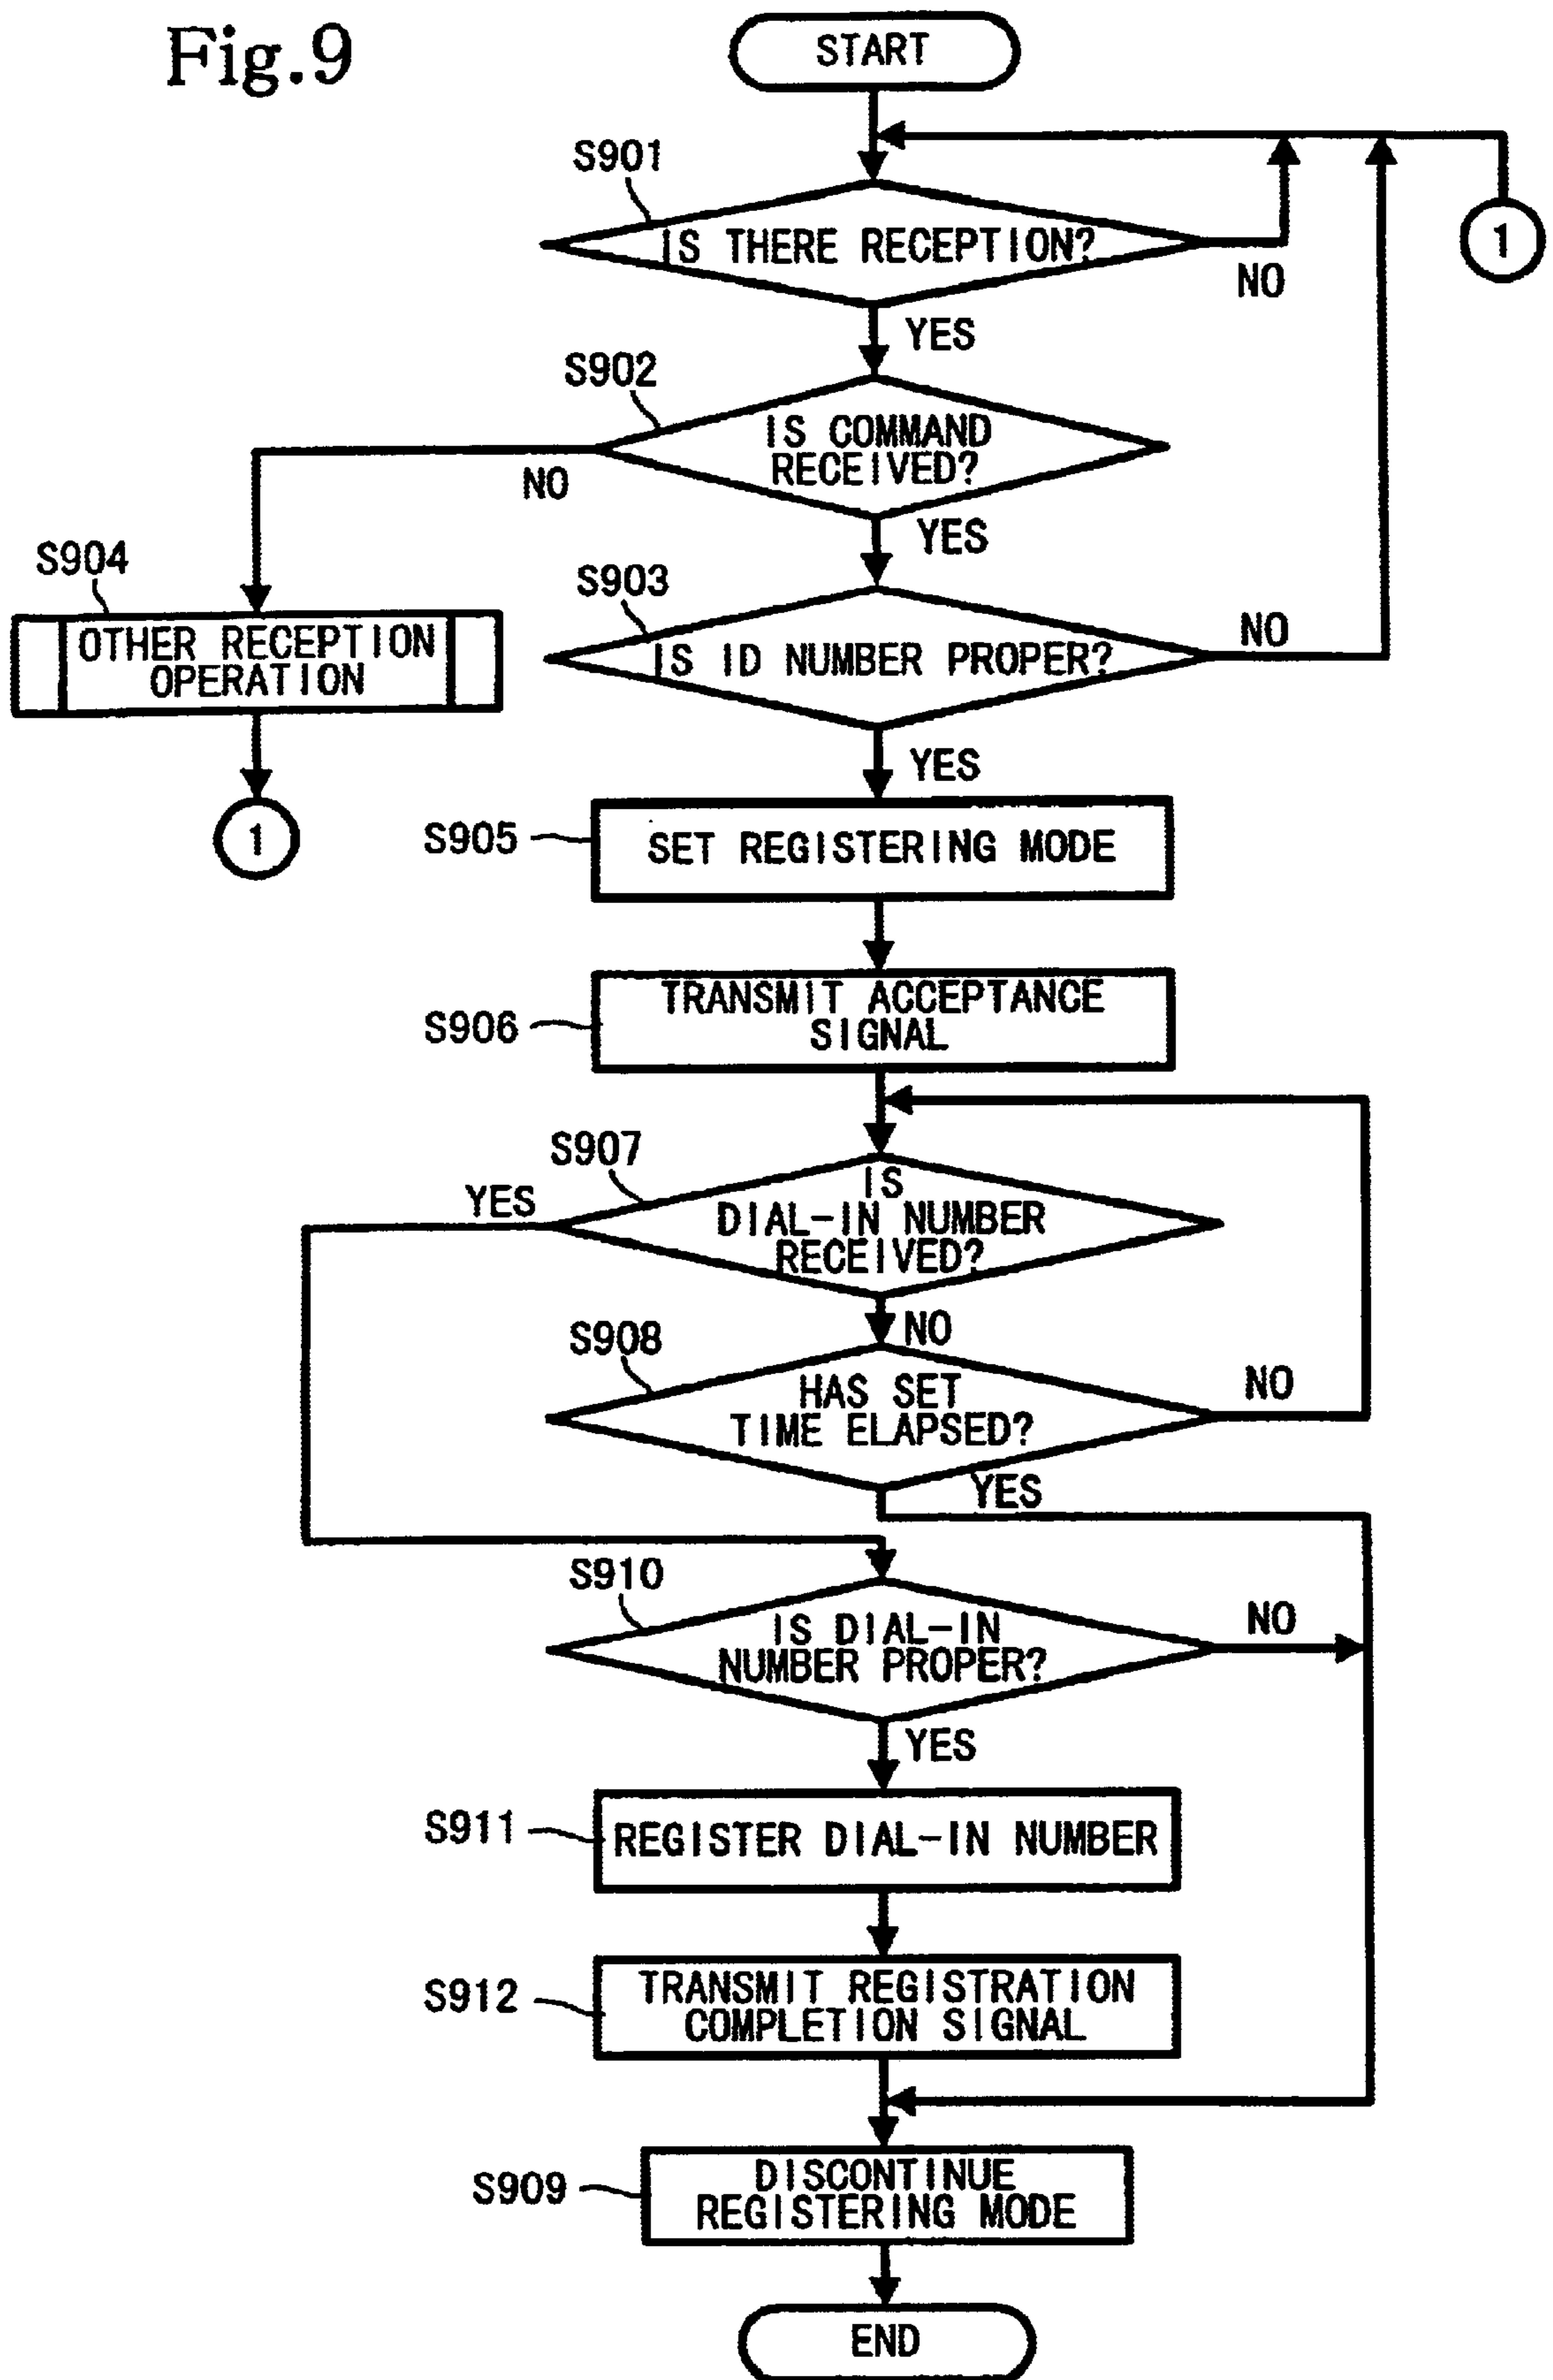 Fig.9
START
S901
IS THERE RECEPTION?
NO
1
YES
S902
IS COMMAND
RECEIVED?
NO
YES
S904
OTHER RECEPTION
OPERATION
1
S903
IS ID NUMBER PROPER?
NO
YES
S905
SET REGISTERING MODE
S906
TRANSMIT ACCEPTANCE
SIGNAL
S907
YES
IS
DIAL-IN NUMBER
RECEIVED?
NO
S908
HAS SET
TIME ELAPSED?
NO
YES
S910
IS DIAL-IN
NUMBER PROPER?
NO
YES
S911
REGISTER DIAL-IN NUMBER
S912
TRANSMIT REGISTRATION
COMPLETION SIGNAL
S909
DISCONTINUE
REGISTERING MODE
END